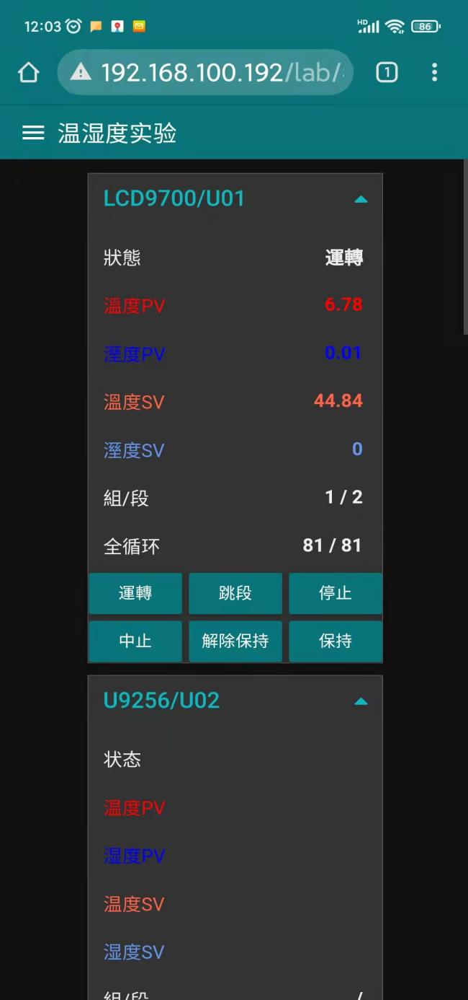 12:03
HD
86
192.168.100.192/lab/
1
温湿度实验
LCD9700/U01
狀態 運轉
溫度PV 6.78
溼度PV 0.01
溫度SV 44.84
溼度SV 0
組/段 1 / 2
全循环 81 / 81
運轉 跳段 停止
中止 解除保持 保持
U9256/U02
状态
温度PV
湿度PV
温度SV
湿度SV
組/段 /